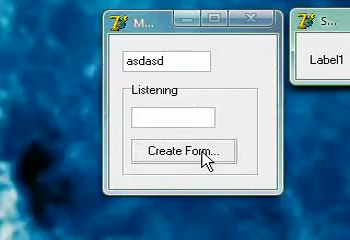 M...
S...
asdasd
Label1
Listening
Create Form...